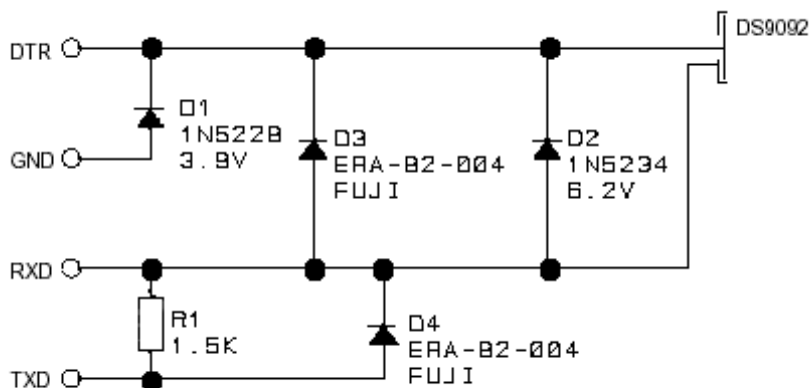 DS9092
DTR
D1
1N5228
3.9V
GND
D3
ERA-82-004
FUJI
D2
1N5234
6.2V
RXD
R1
1.5K
D4
ERA-82-004
FUJI
TXD